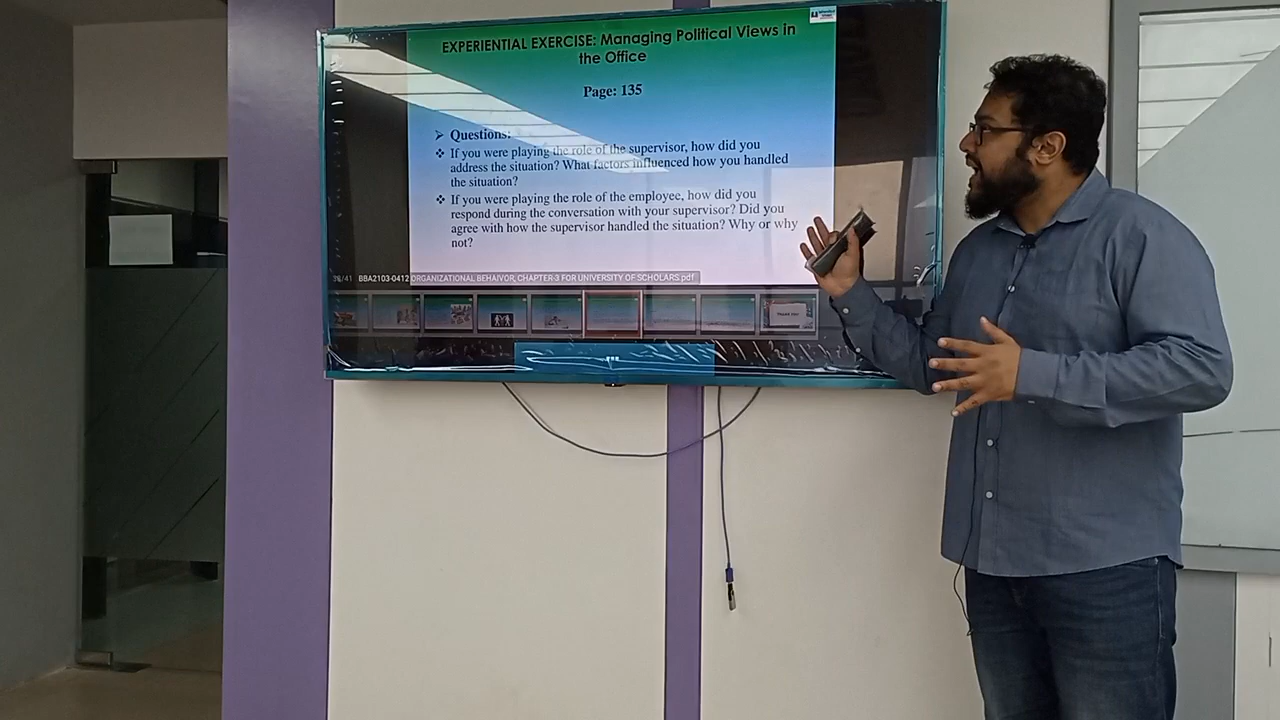 EXPERIENTIAL EXERCISE: Managing Political Views in
the Office
Page: 135
➤ Questions:
❖ If you were playing the role of the supervisor, how did you
address the situation? What factors influenced how you handled
the situation?
❖ If you were playing the role of the employee, how did you
respond during the conversation with your supervisor? Did you
agree with how the supervisor handled the situation? Why or why
not?
/41 BBA2103-0412 ORGANIZATIONAL BEHAIVOR, CHAPTER-3 FOR UNIVERSITY OF SCHOLARS.pdf
THANK YOU